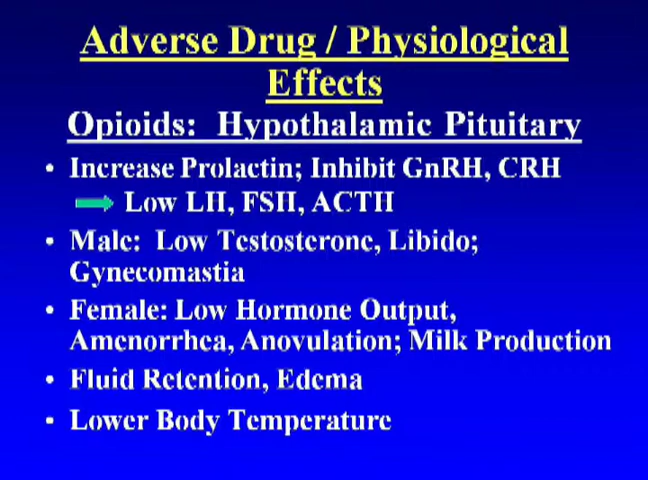 Adverse Drug / Physiological
Effects
Opioids: Hypothalamic Pituitary
• Increase Prolactin; Inhibit GnRH, CRH
Low LH, FSH, ACTH
• Male: Low Testosterone, Libido;
Gynecomastia
• Female: Low Hormone Output,
Amenorrhea, Anovulation; Milk Production
• Fluid Retention, Edema
• Lower Body Temperature